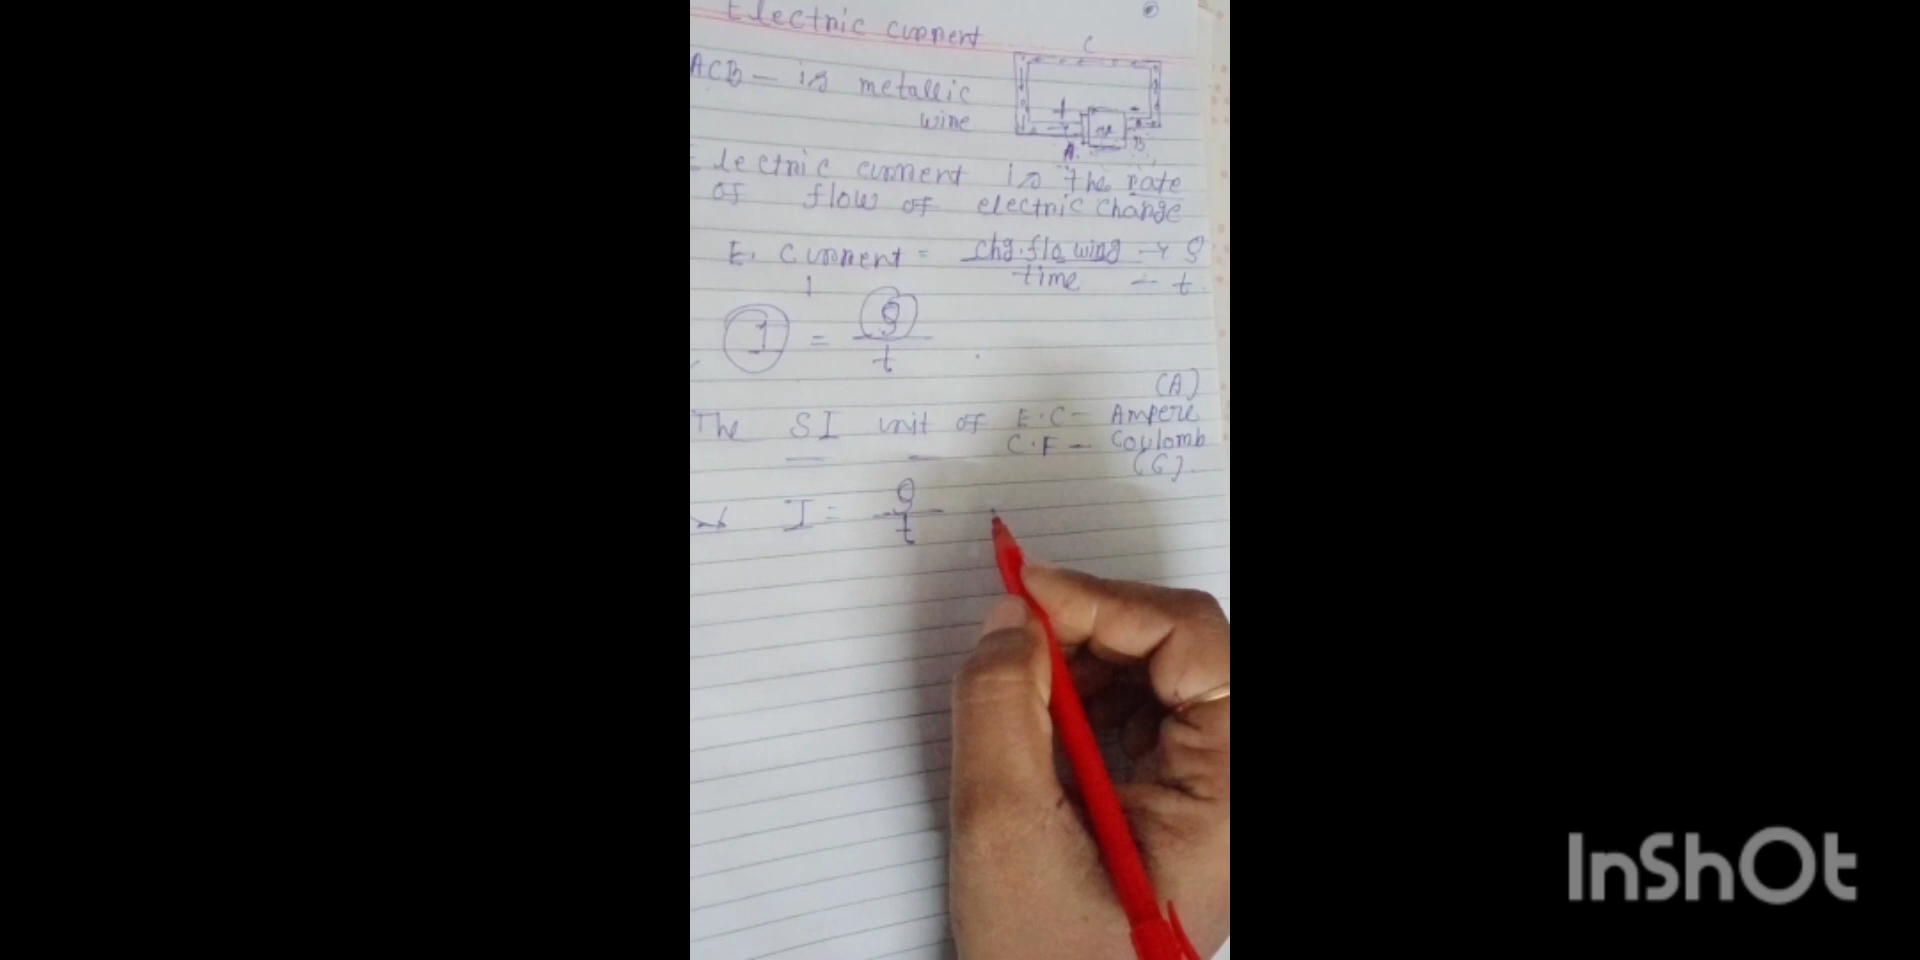 Electric current
C
ACB - is metallic
wire
+ -
A. B
Electric current is the rate
of flow of electric charge
E. current = chg. flowing → Q
I time - t
I = Q
t
(A)
The SI unit of E.C - Ampere
C.F - Coulomb
(C).
I = Q
t
InShOt